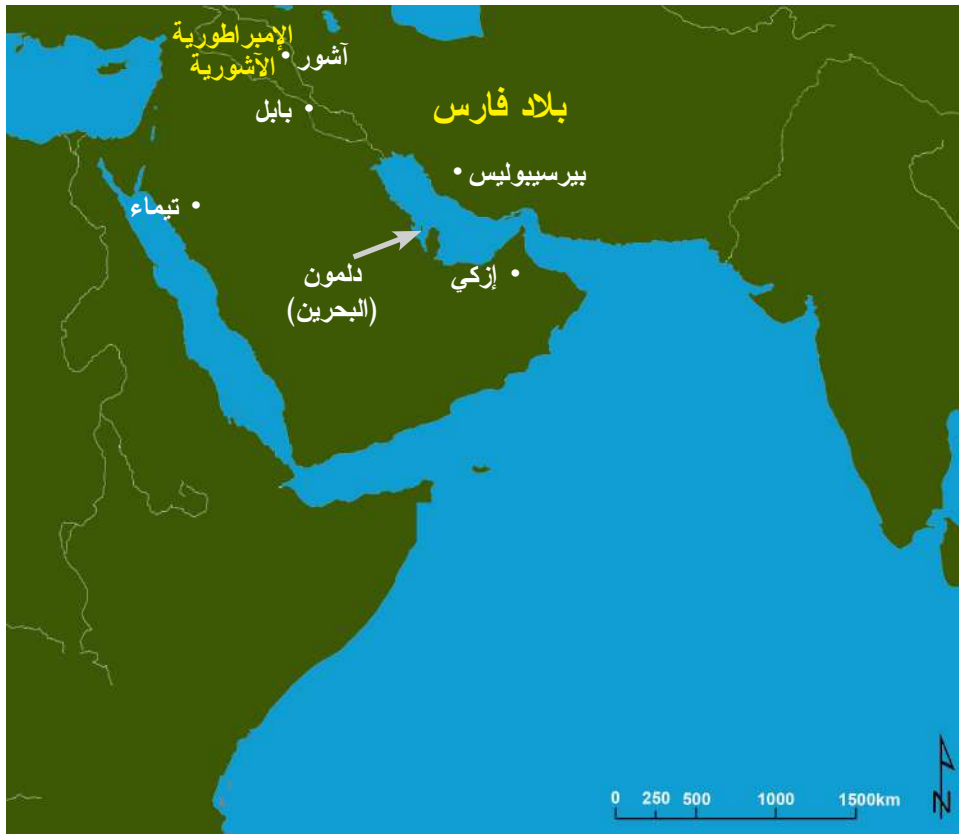 الإمبراطورية
الآشورية
آشور
بابل
بلاد فارس
بيرسيبوليس
تيماء
دلمون
(البحرين)
إزكي
0 250 500 1000 1500km
N